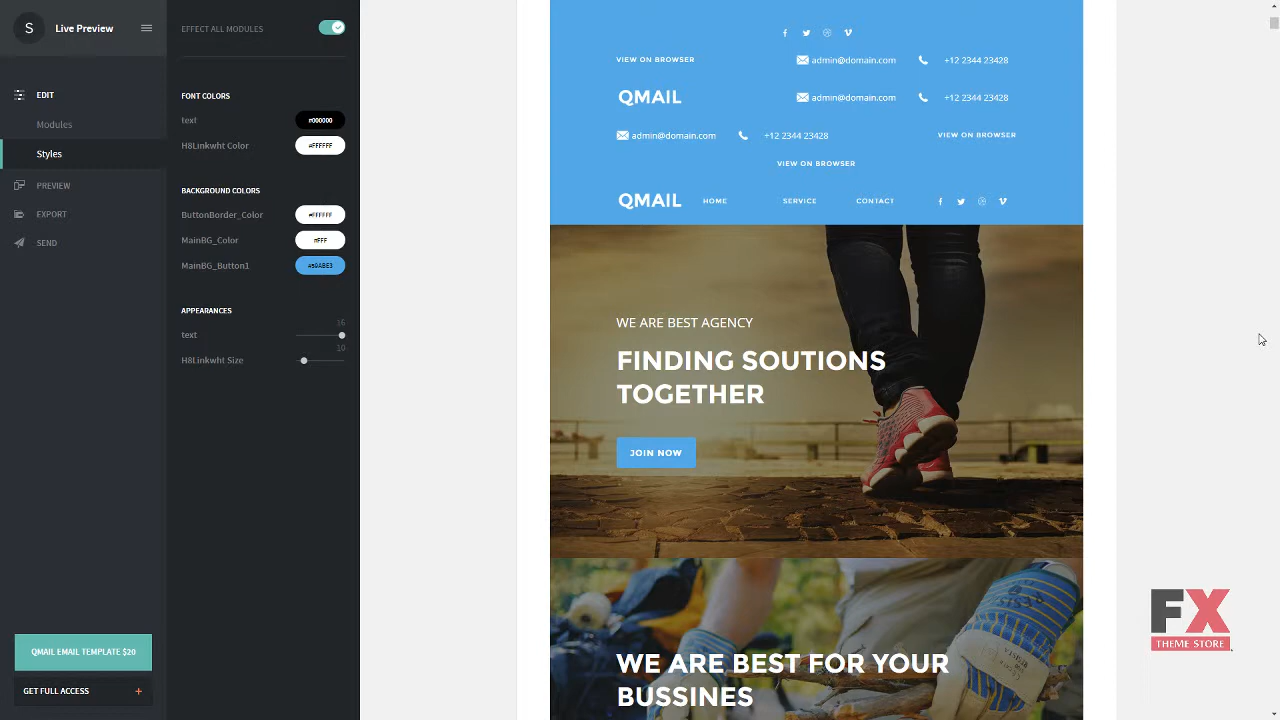 S Live Preview
EDIT
Modules
Styles
PREVIEW
EXPORT
SEND
QMAIL EMAIL TEMPLATE $20
GET FULL ACCESS +
EFFECT ALL MODULES
FONT COLORS
text #000000
H8Linkwht Color #FFFFFF
BACKGROUND COLORS
ButtonBorder_Color #FFFFFF
MainBG_Color #FFF
MainBG_Button1 #50ABE3
APPEARANCES
16
text
10
H8Linkwht Size
VIEW ON BROWSER admin@domain.com +12 2344 23428
QMAIL admin@domain.com +12 2344 23428
admin@domain.com +12 2344 23428 VIEW ON BROWSER
VIEW ON BROWSER
QMAIL HOME SERVICE CONTACT
WE ARE BEST AGENCY
FINDING SOUTIONS
TOGETHER
JOIN NOW
WE ARE BEST FOR YOUR
BUSSINES
FX
THEME STORE